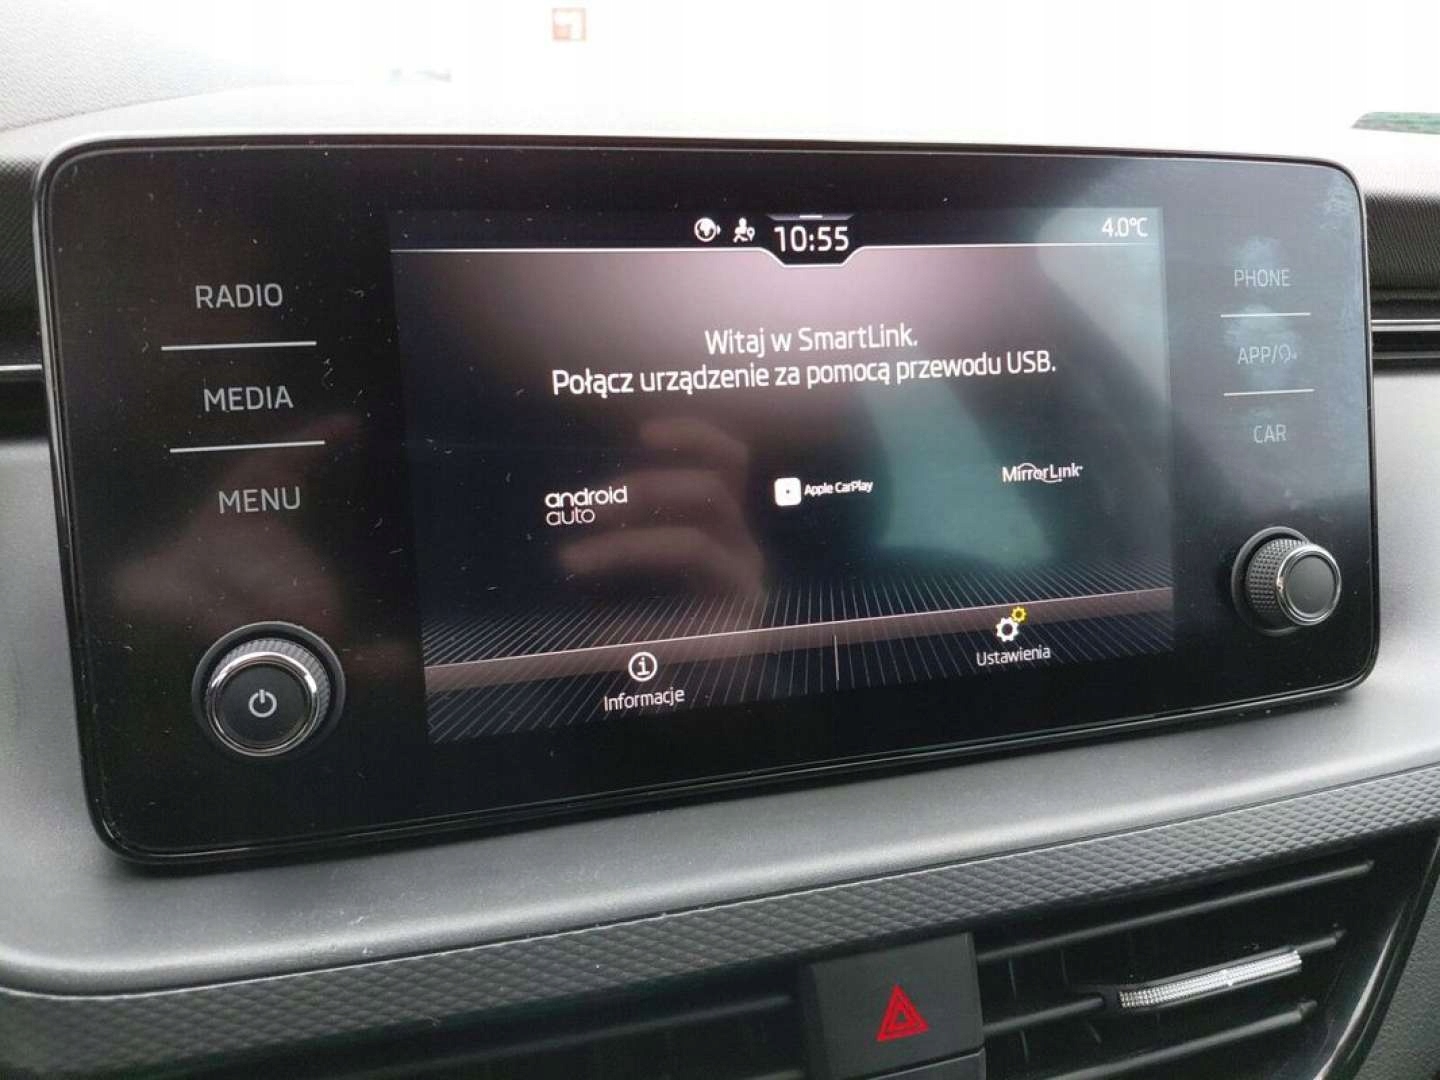 10:55
4.0°C
RADIO
MEDIA
MENU
PHONE
APP/
CAR
Witaj w SmartLink.
Połącz urządzenie za pomocą przewodu USB.
android
auto
Apple CarPlay
MirrorLink
Informacje
Ustawienia